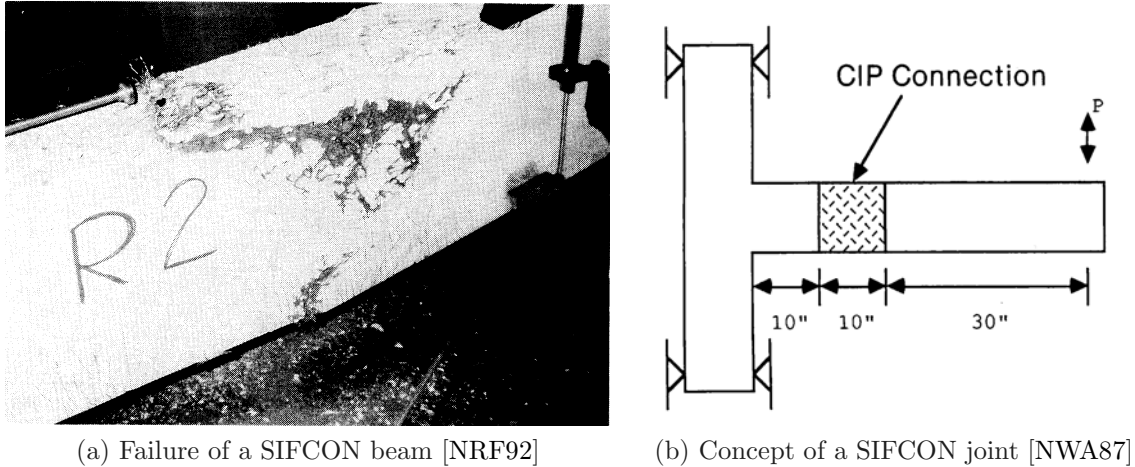 R2
CIP Connection
P
10" 10" 30"
(a) Failure of a SIFCON beam [NRF92]
(b) Concept of a SIFCON joint [NWA87]